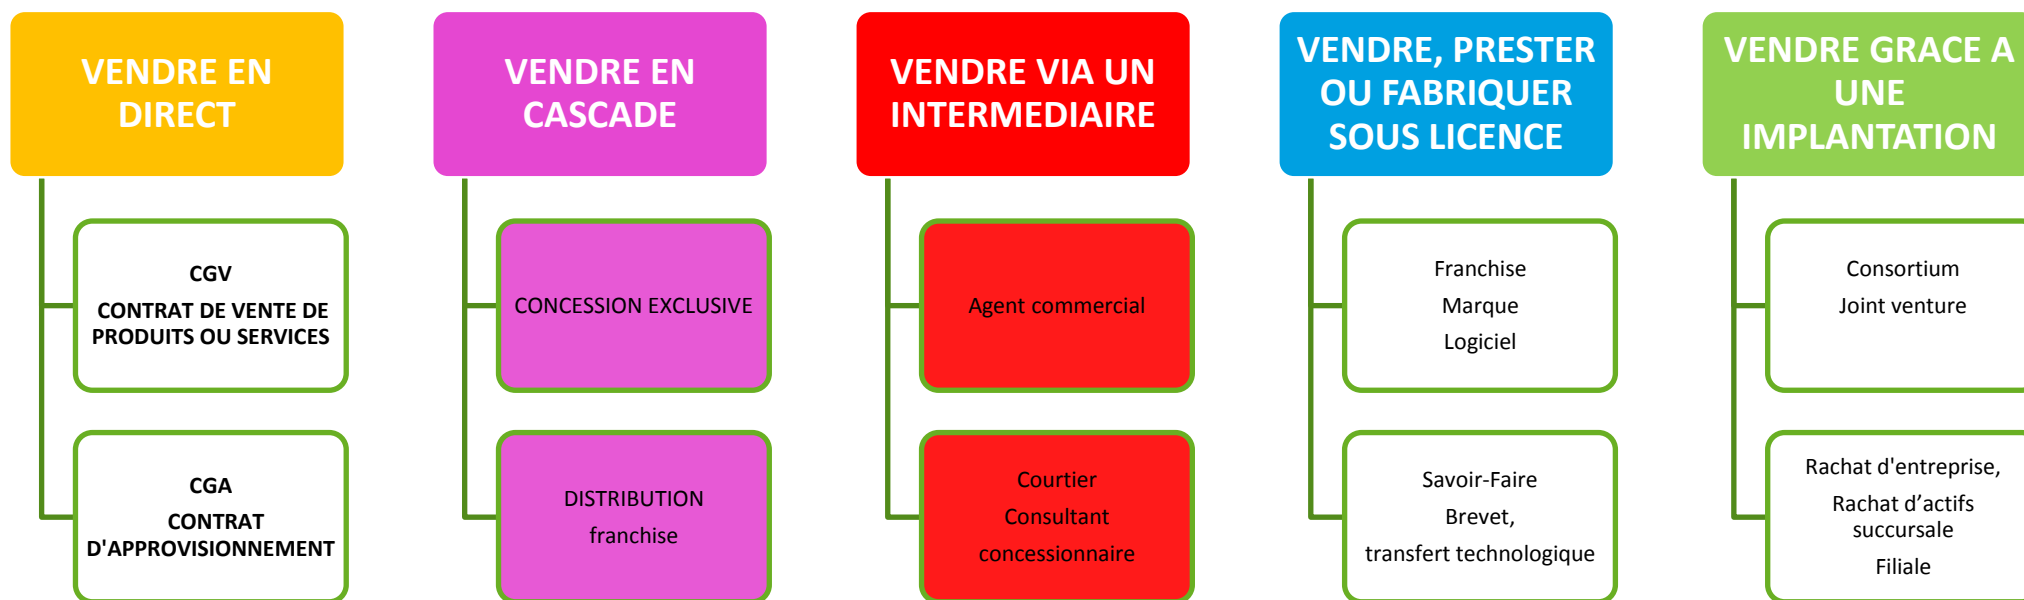 VENDRE EN
DIRECT
CGV
CONTRAT DE VENTE DE
PRODUITS OU SERVICES
CGA
CONTRAT
D'APPROVISIONNEMENT
VENDRE EN
CASCADE
CONCESSION EXCLUSIVE
DISTRIBUTION
franchise
VENDRE VIA UN
INTERMEDIAIRE
Agent commercial
Courtier
Consultant
concessionnaire
VENDRE, PRESTER
OU FABRIQUER
SOUS LICENCE
Franchise
Marque
Logiciel
Savoir-Faire
Brevet,
transfert technologique
VENDRE GRACE A
UNE
IMPLANTATION
Consortium
Joint venture
Rachat d'entreprise,
Rachat d’actifs
succursale
Filiale